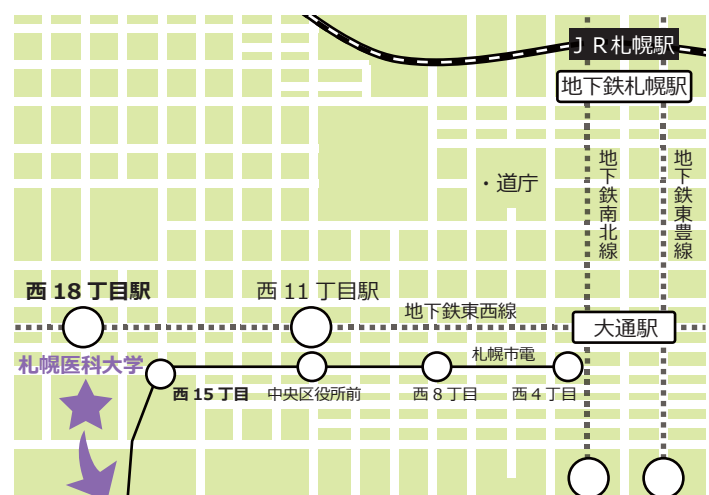 ＪＲ札幌駅
地下鉄札幌駅
・道庁
地下鉄南北線
地下鉄東豊線
西 18 丁目駅
西 11 丁目駅
地下鉄東西線
大通駅
札幌医科大学
札幌市電
西 15 丁目
中央区役所前
西８丁目
西４丁目